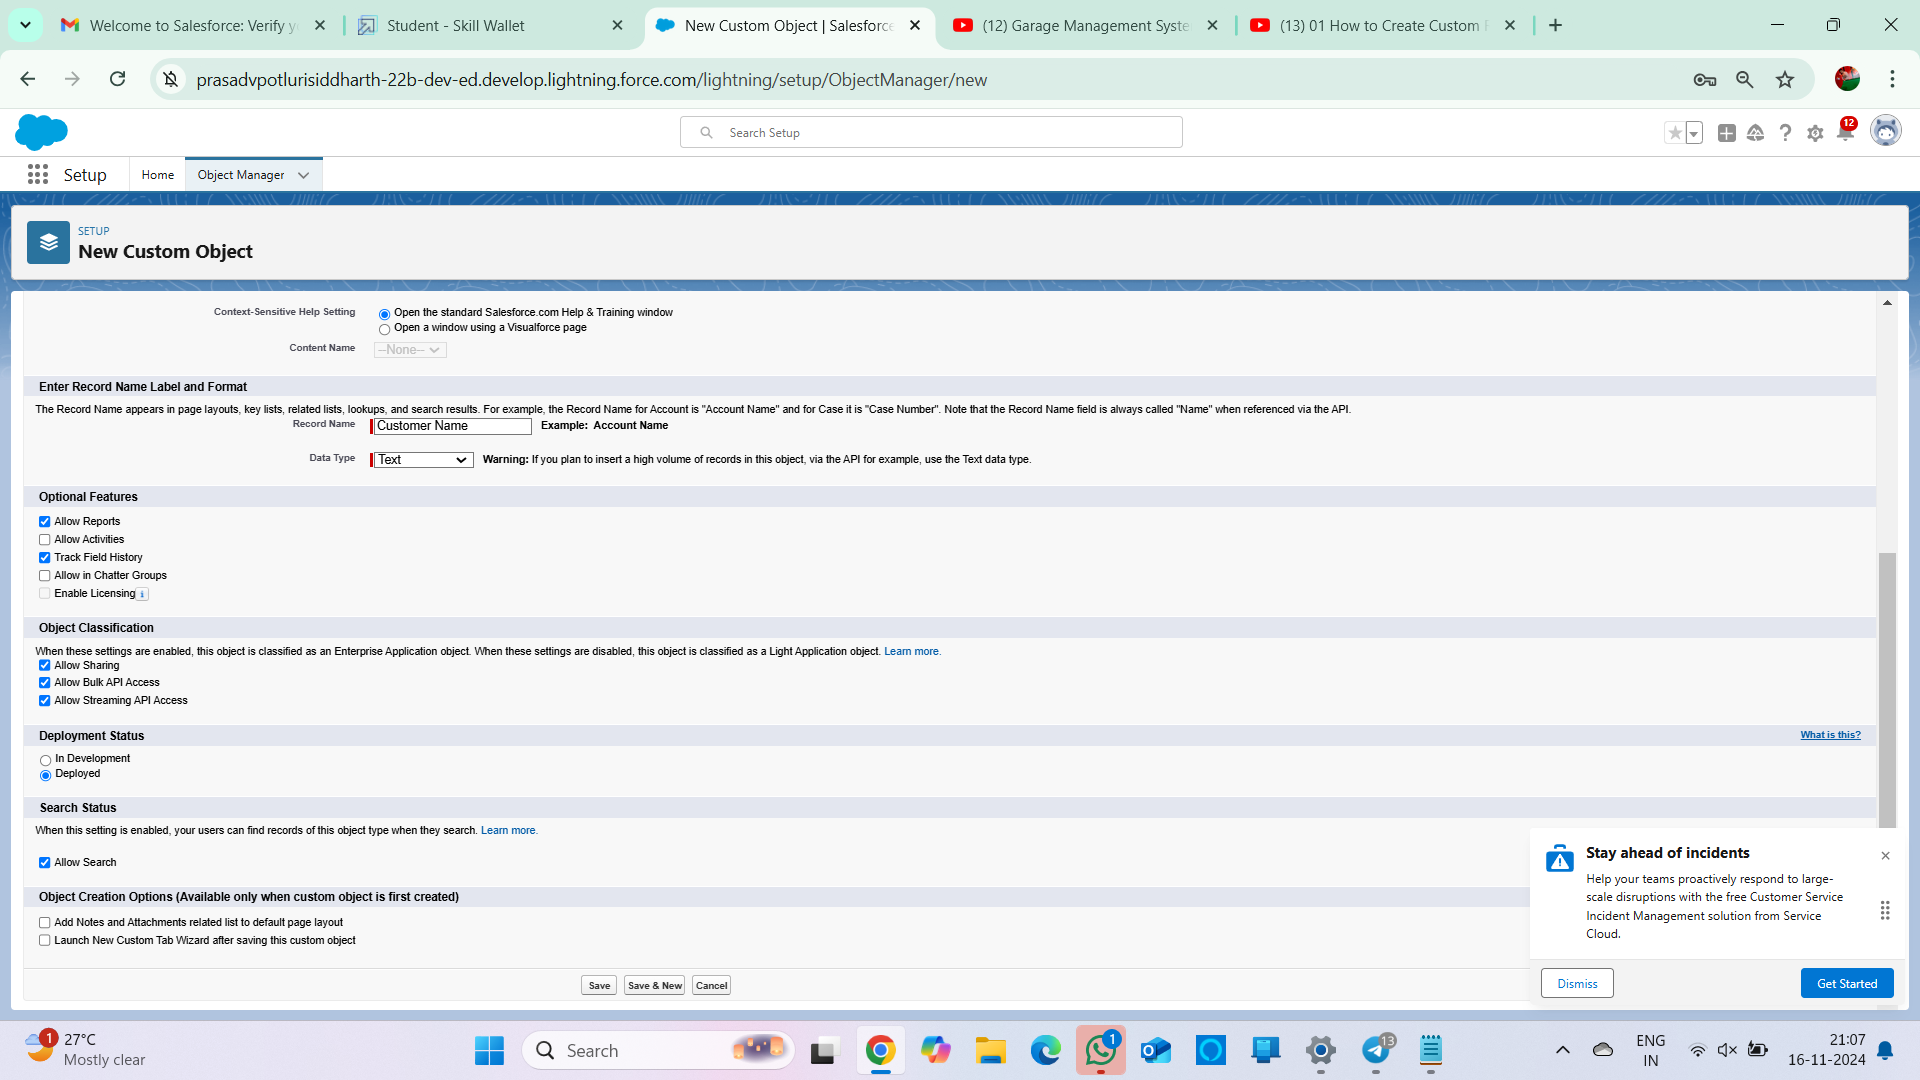 Welcome to Salesforce: Verify y
Student - Skill Wallet
New Custom Object | Salesforce
(12) Garage Management Syste
(13) 01 How to Create Custom F
prasadvpotlurisiddharth-22b-dev-ed.develop.lightning.force.com/lightning/setup/ObjectManager/new
Search Setup
12
Setup
Home
Object Manager
SETUP
New Custom Object
Context-Sensitive Help Setting
Open the standard Salesforce.com Help & Training window
Open a window using a Visualforce page
Content Name
--None--
Enter Record Name Label and Format
The Record Name appears in page layouts, key lists, related lists, lookups, and search results. For example, the Record Name for Account is "Account Name" and for Case it is "Case Number". Note that the Record Name field is always called "Name" when referenced via the API.
Record Name
Customer Name
Example: Account Name
Data Type
Text
Warning: If you plan to insert a high volume of records in this object, via the API for example, use the Text data type.
Optional Features
Allow Reports
Allow Activities
Track Field History
Allow in Chatter Groups
Enable Licensing i
Object Classification
When these settings are enabled, this object is classified as an Enterprise Application object. When these settings are disabled, this object is classified as a Light Application object. Learn more.
Allow Sharing
Allow Bulk API Access
Allow Streaming API Access
Deployment Status
What is this?
In Development
Deployed
Search Status
When this setting is enabled, your users can find records of this object type when they search. Learn more.
Allow Search
Object Creation Options (Available only when custom object is first created)
Add Notes and Attachments related list to default page layout
Launch New Custom Tab Wizard after saving this custom object
Save
Save & New
Cancel
Stay ahead of incidents
Help your teams proactively respond to large-
scale disruptions with the free Customer Service
Incident Management solution from Service
Cloud.
Dismiss
Get Started
1
27°C
Mostly clear
Search
1
13
ENG
IN
21:07
16-11-2024